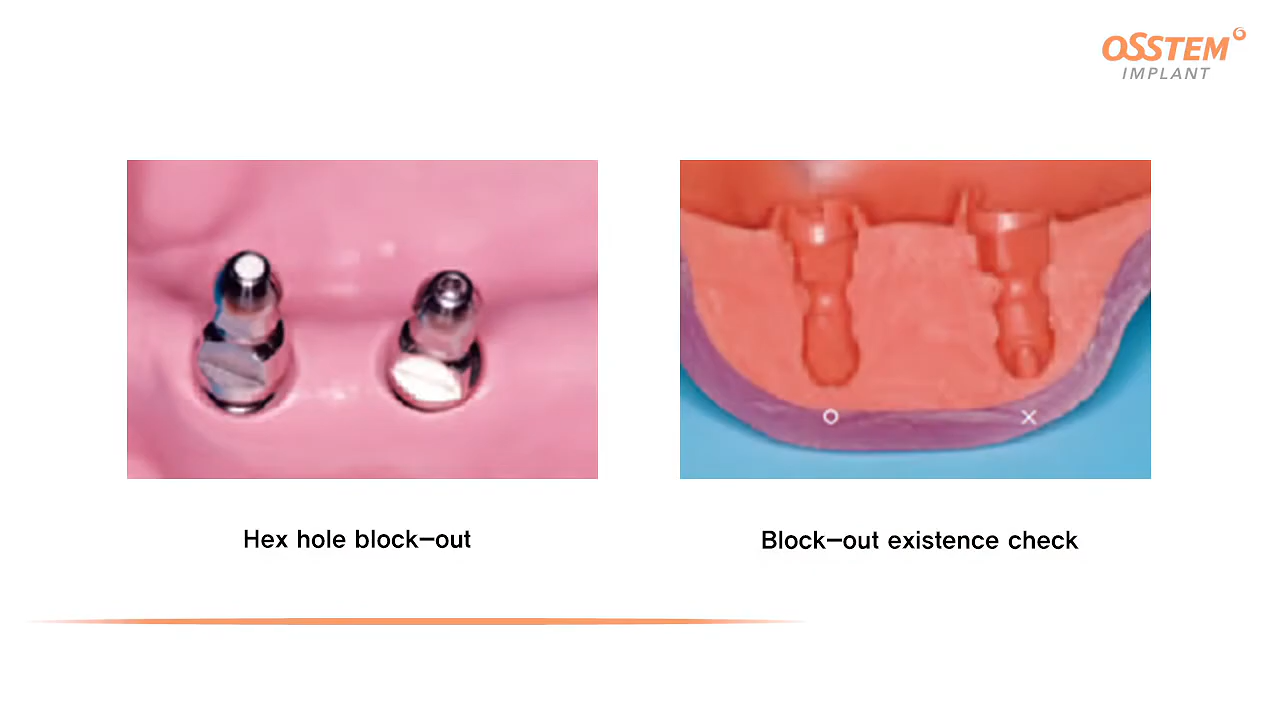 OSSTEM
IMPLANT
O X
Hex hole block-out
Block-out existence check